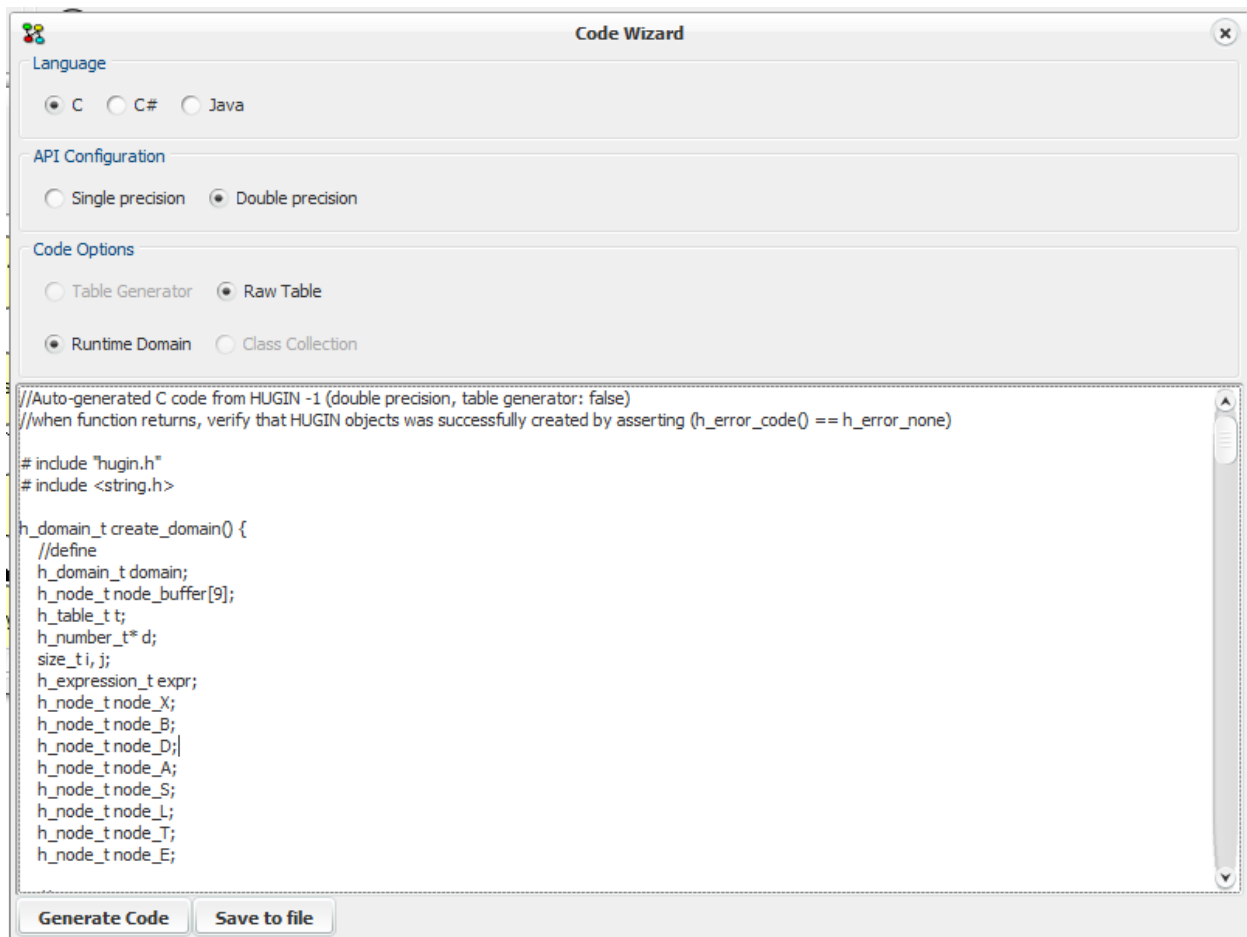 Code Wizard
Language
C C# Java
API Configuration
Single precision Double precision
Code Options
Table Generator Raw Table
Runtime Domain Class Collection
//Auto-generated C code from HUGIN -1 (double precision, table generator: false)
//when function returns, verify that HUGIN objects was successfully created by asserting (h_error_code() == h_error_none)
# include "hugin.h"
# include <string.h>
h_domain_t create_domain() {
//define
h_domain_t domain;
h_node_t node_buffer[9];
h_table_t t;
h_number_t* d;
size_t i, j;
h_expression_t expr;
h_node_t node_X;
h_node_t node_B;
h_node_t node_D;
h_node_t node_A;
h_node_t node_S;
h_node_t node_L;
h_node_t node_T;
h_node_t node_E;
Generate Code Save to file